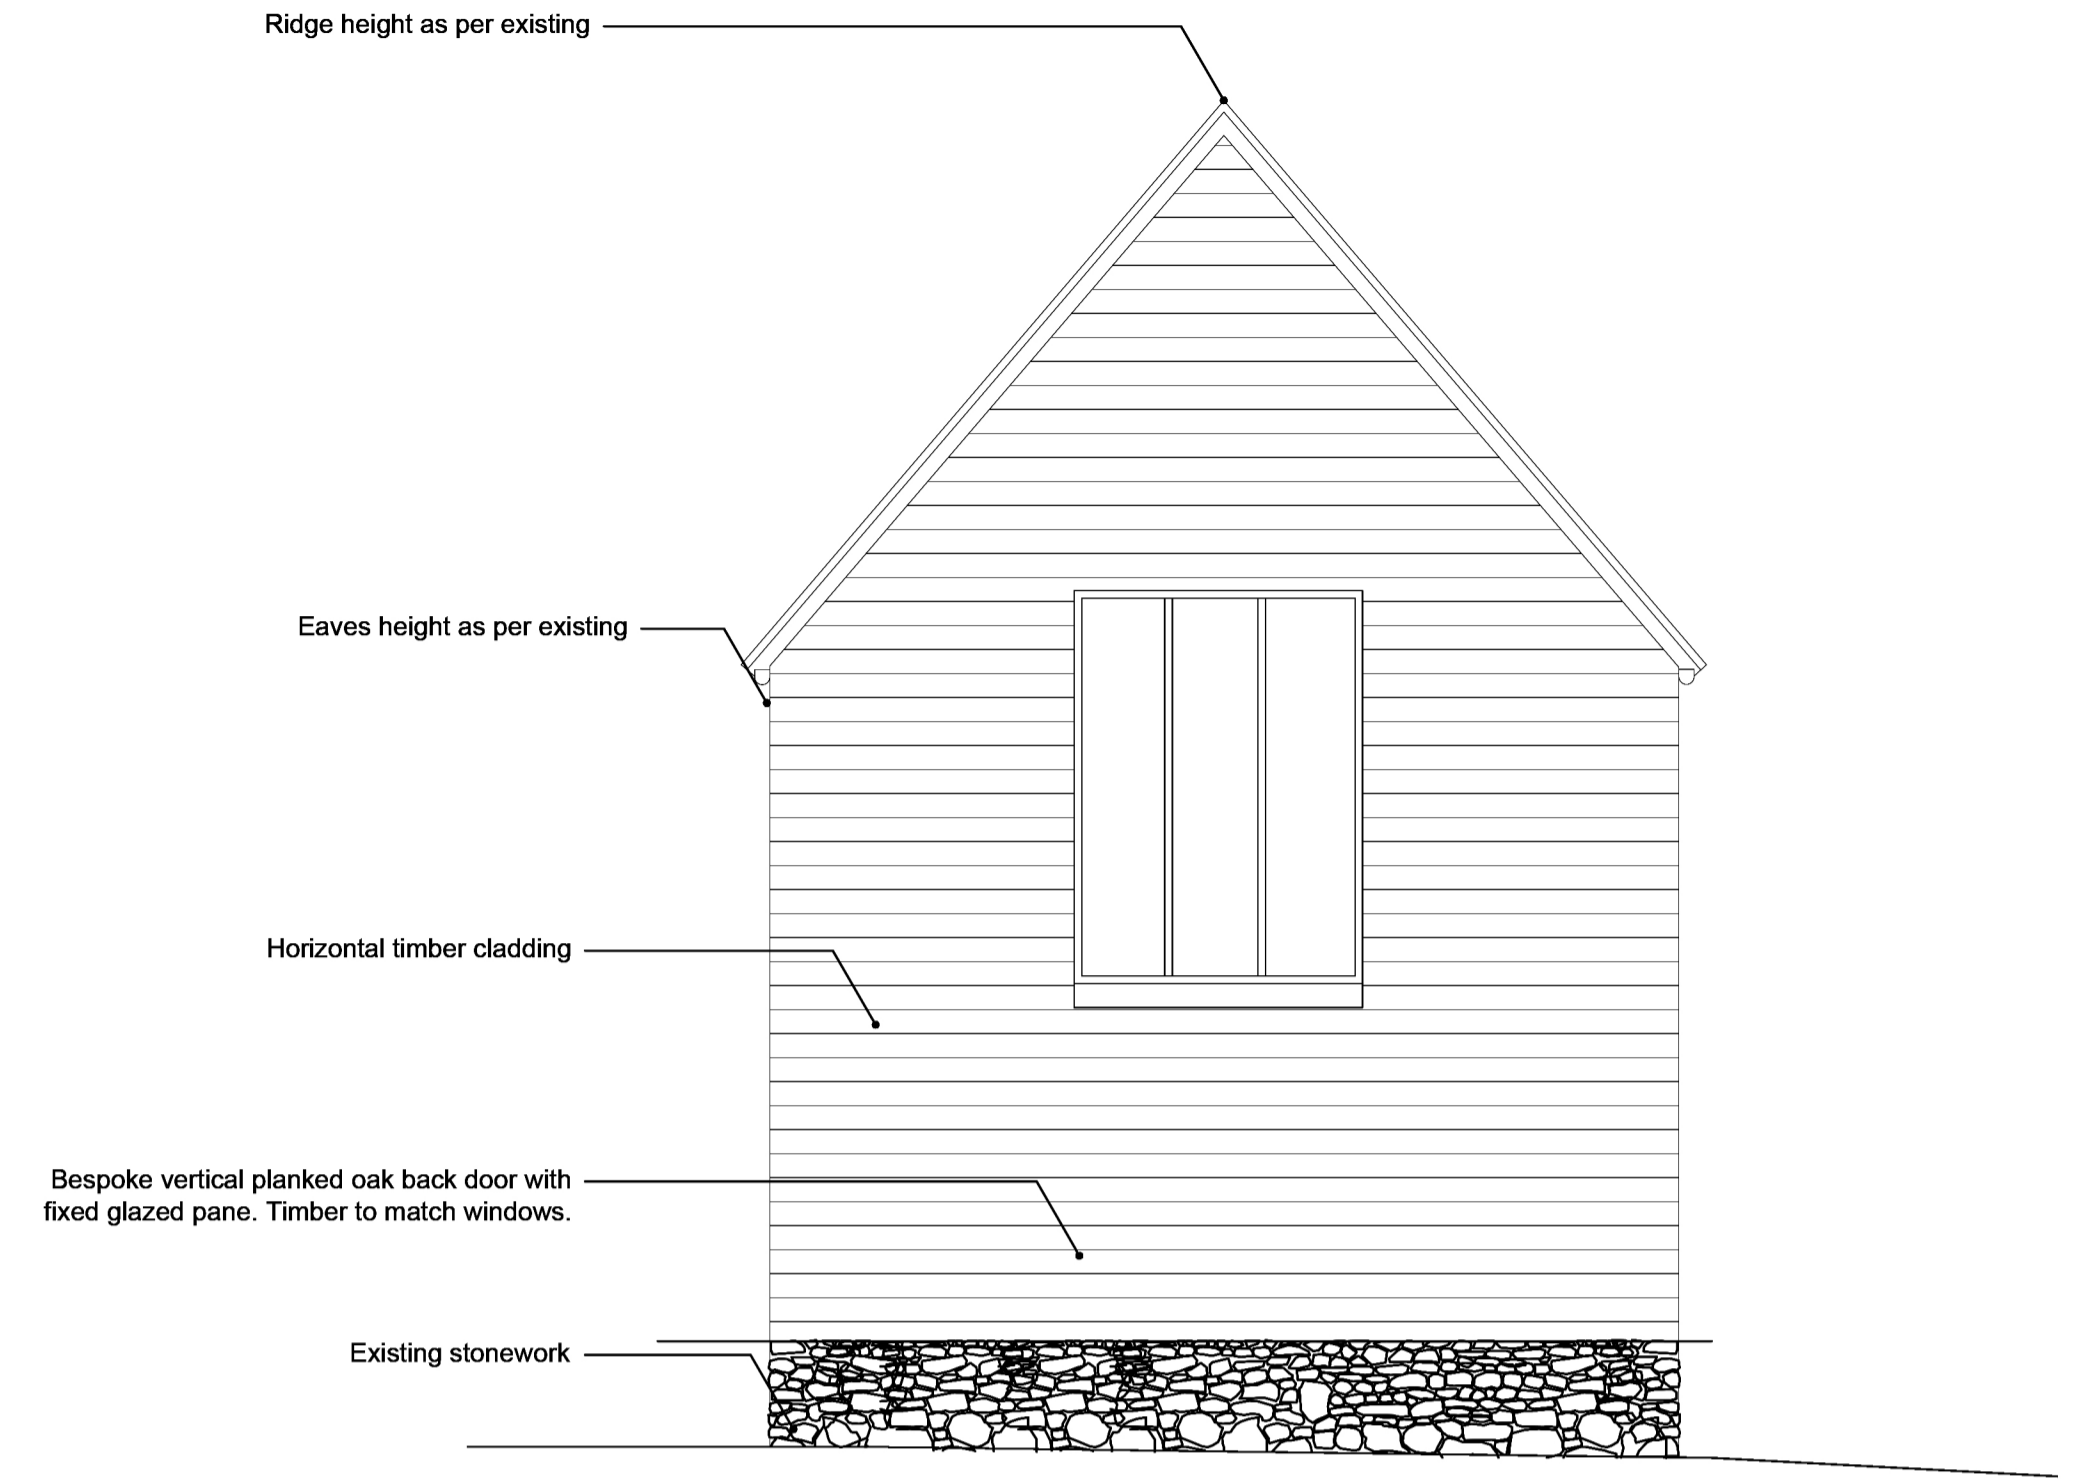 Ridge height as per existing
Eaves height as per existing
Horizontal timber cladding
Bespoke vertical planked oak back door with
fixed glazed pane. Timber to match windows.
Existing stonework